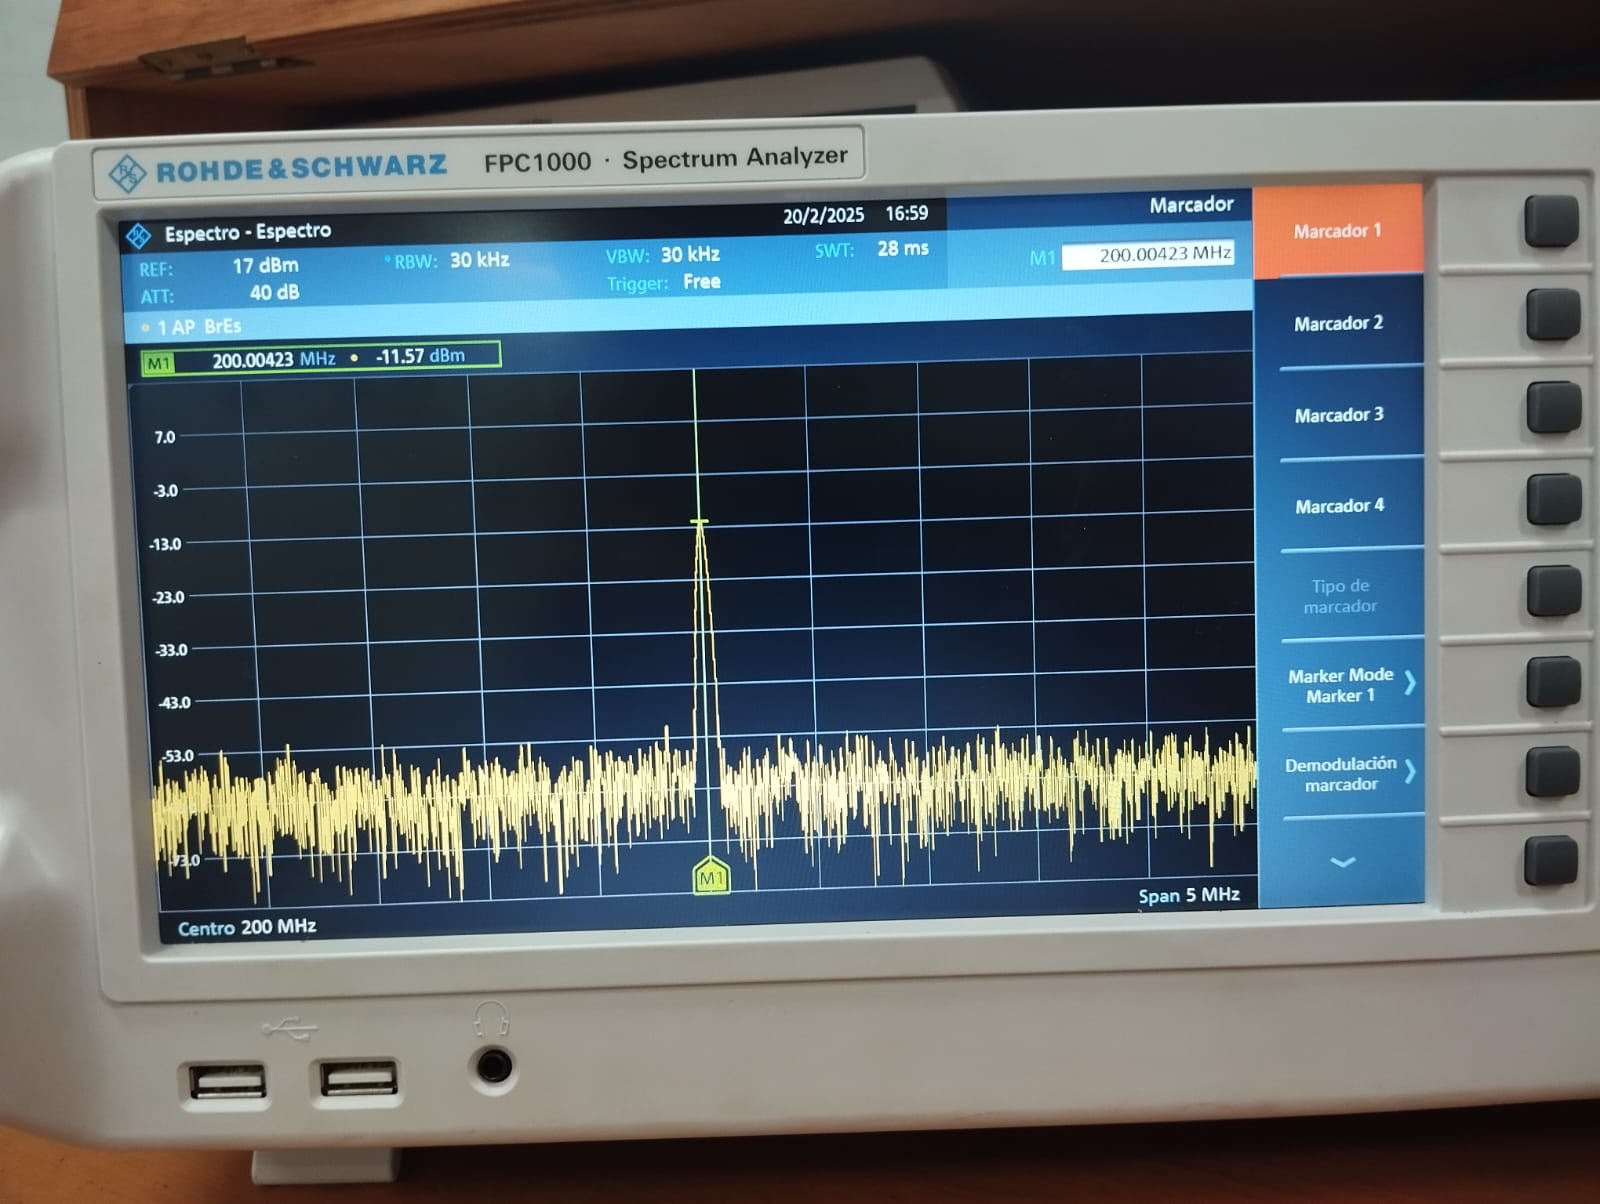 ROHDE&SCHWARZ FPC1000 · Spectrum Analyzer
Espectro - Espectro 20/2/2025 16:59 Marcador
REF: 17 dBm RBW: 30 kHz VBW: 30 kHz SWT: 28 ms M1 200.00423 MHz
ATT: 40 dB Trigger: Free
1 AP BrEs
M1 200.00423 MHz • -11.57 dBm
7.0
-3.0
-13.0
-23.0
-33.0
-43.0
-53.0
-73.0
M1
Centro 200 MHz Span 5 MHz
Marcador 1
Marcador 2
Marcador 3
Marcador 4
Tipo de
marcador
Marker Mode
Marker 1
Demodulación
marcador